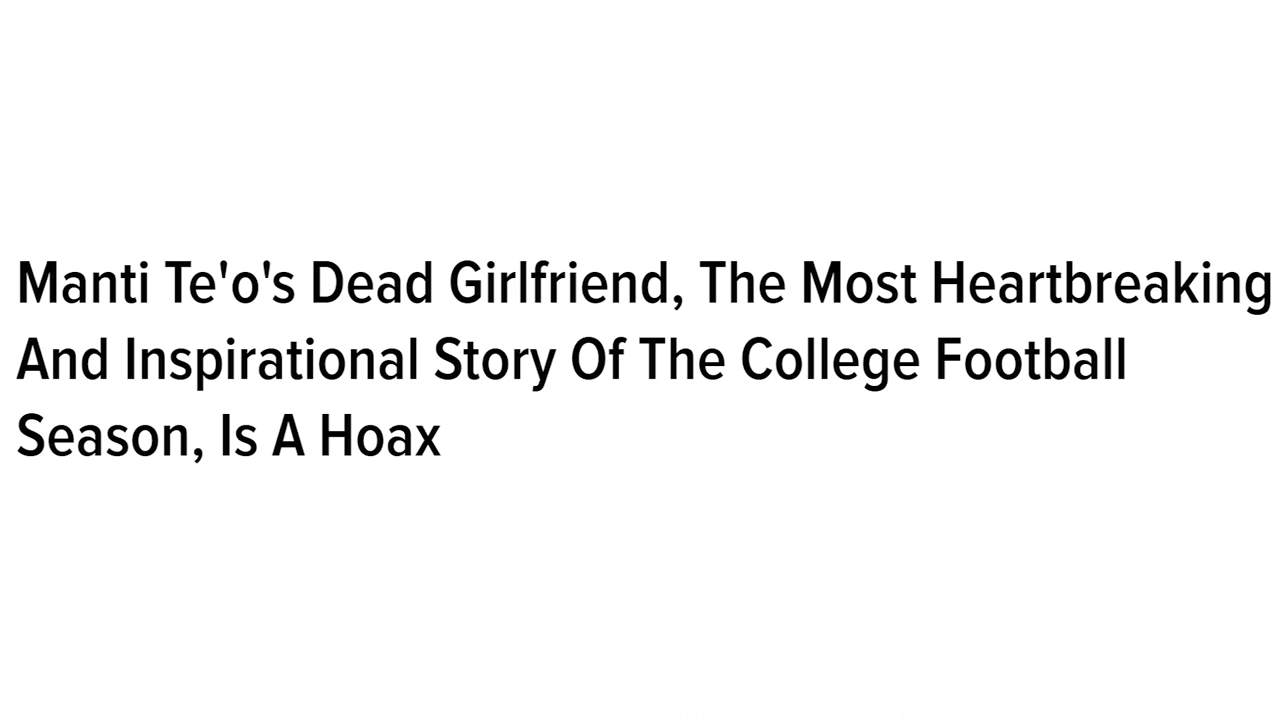 Manti Te'o's Dead Girlfriend, The Most Heartbreaking
And Inspirational Story Of The College Football
Season, Is A Hoax